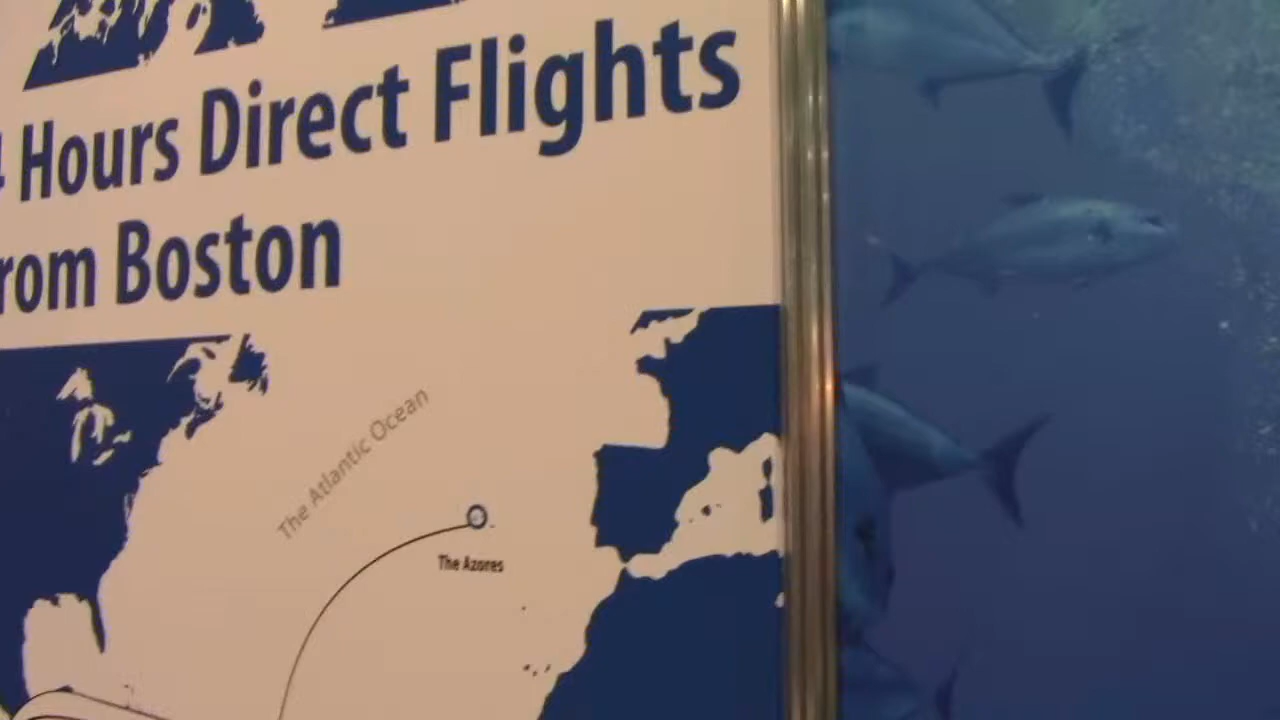 Hours Direct Flights
rom Boston
The Atlantic Ocean
The Azores